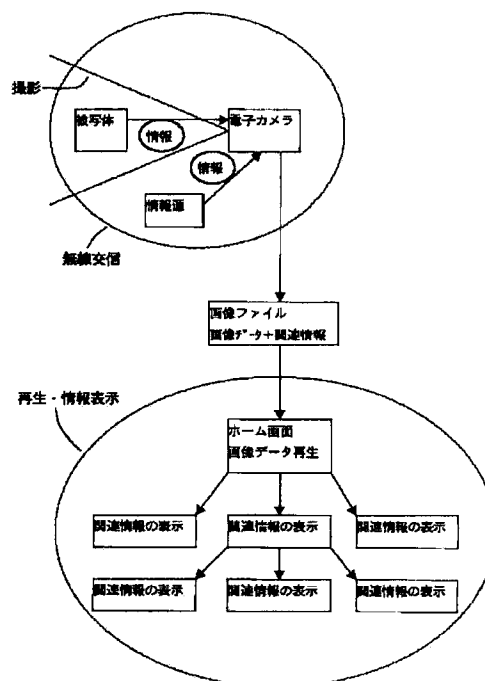 撮影
被写体
電子カメラ
情報
情報
情報源
無線交信
画像ファイル
画像データ+関連情報
再生・情報表示
ホーム画面
画像データ再生
関連情報の表示
関連情報の表示
関連情報の表示
関連情報の表示
関連情報の表示
関連情報の表示